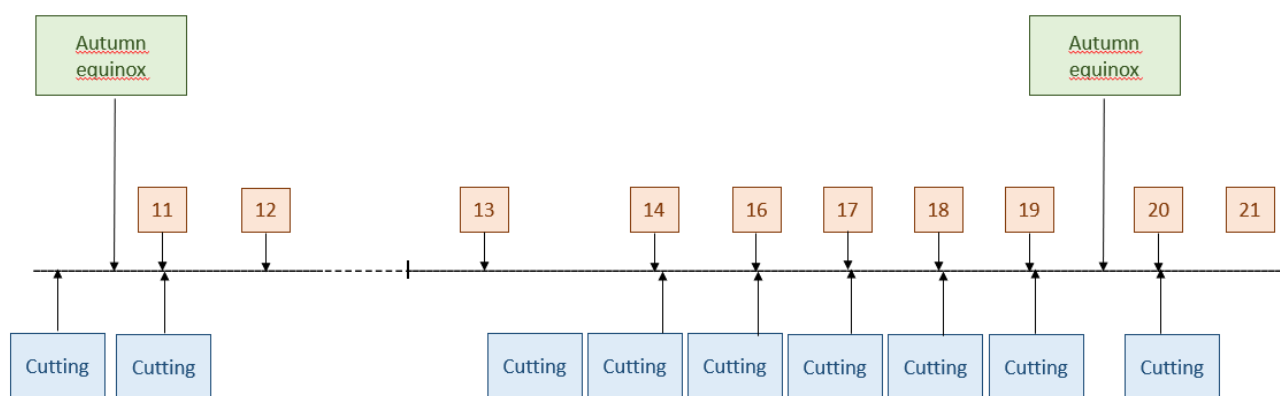 Autumn
equinox
Autumn
equinox
11
12
13
14
16
17
18
19
20
21
Cutting
Cutting
Cutting
Cutting
Cutting
Cutting
Cutting
Cutting
Cutting